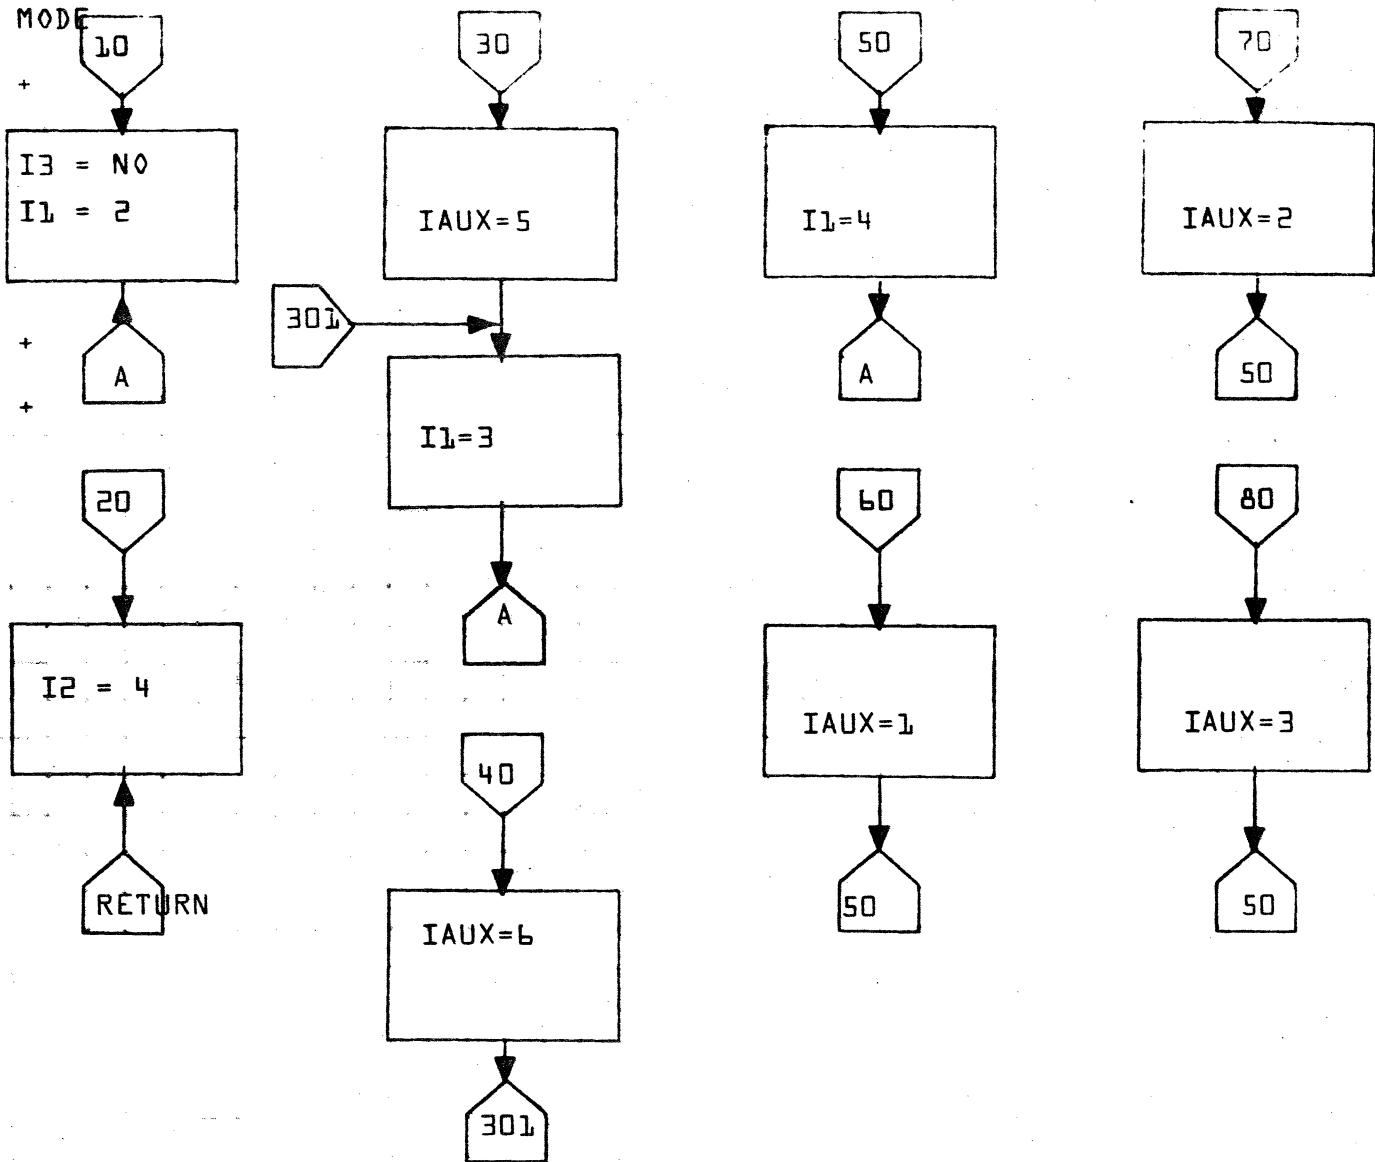 MODE
10
+
I3 = NO
I1 = 2
+
A
+
20
I2 = 4
RETURN
30
IAUX=5
301
I1=3
A
40
IAUX=6
301
50
I1=4
A
60
IAUX=1
50
70
IAUX=2
50
80
IAUX=3
50